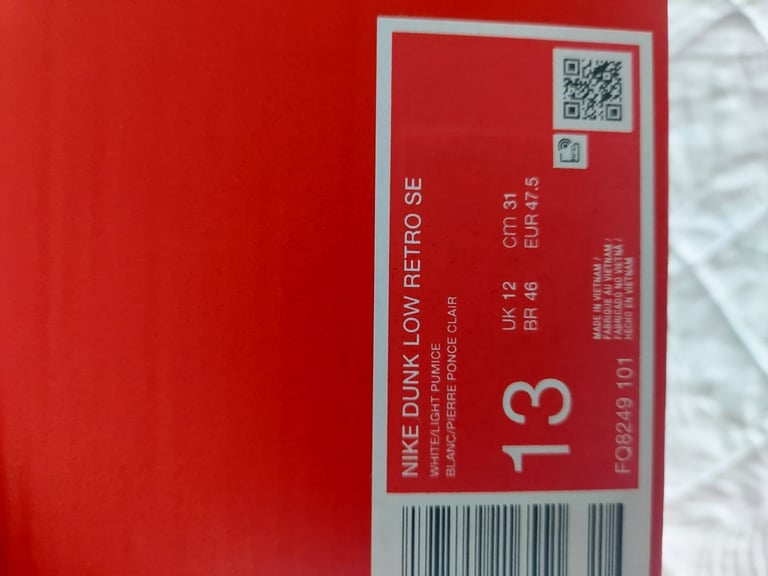 NIKE DUNK LOW RETRO SE
WHITE/LIGHT PUMICE
BLANC/PIERRE PONCE CLAIR
13
UK 12 cm 31
BR 46 EUR 47.5
MADE IN VIETNAM /
FABRIQUE AU VIETNAM /
FABRICADO NO VIETNÃ /
HECHO EN VIETNAM
FQ8249 101